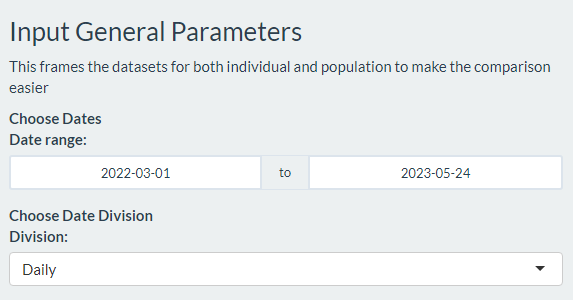 Input General Parameters
This frames the datasets for both individual and population to make the comparison
easier
Choose Dates
Date range:
2022-03-01 to 2023-05-24
Choose Date Division
Division:
Daily